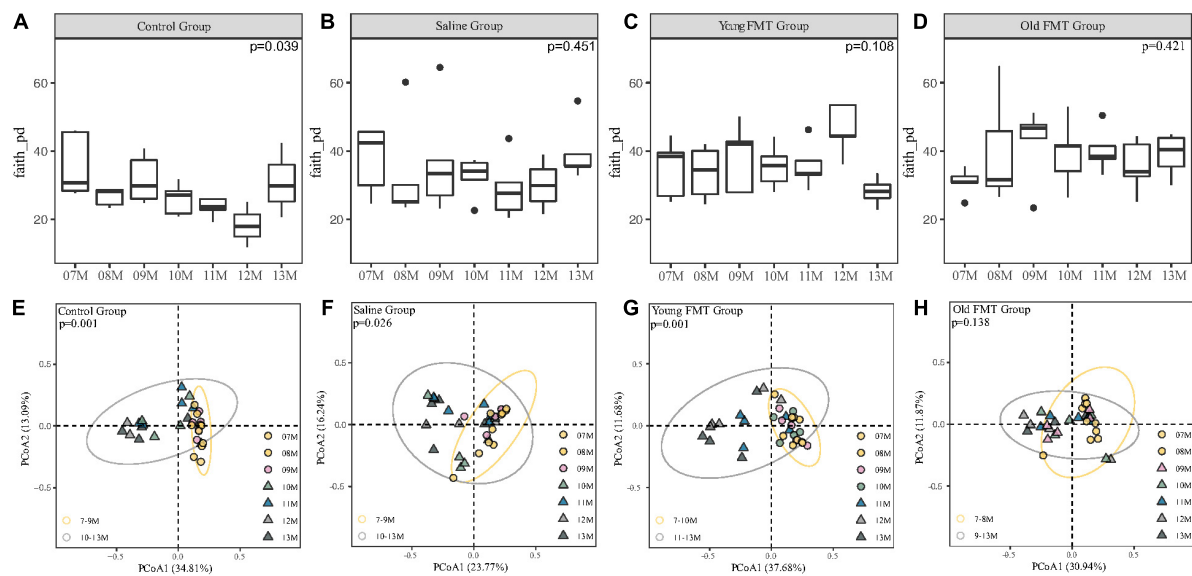 A
Control Group
p=0.039
faith_pd
60
40
20
07M 08M 09M 10M 11M 12M 13M
B
Saline Group
p=0.451
faith_pd
60
40
20
07M 08M 09M 10M 11M 12M 13M
C
Young FMT Group
p=0.108
faith_pd
60
40
20
07M 08M 09M 10M 11M 12M 13M
D
Old FMT Group
p=0.421
faith_pd
60
40
20
07M 08M 09M 10M 11M 12M 13M
E
Control Group
p=0.001
PCoA2 (13.09%)
0.5
0.0
-0.5
07M
08M
09M
10M
11M
12M
13M
7-9M
10-13M
-0.5 0.0 0.5
PCoA1 (34.81%)
F
Saline Group
p=0.026
PCoA2 (16.24%)
0.5
0.0
-0.5
07M
08M
09M
10M
11M
12M
13M
7-9M
10-13M
-0.5 0.0 0.5
PCoA1 (23.77%)
G
Young FMT Group
p=0.001
PCoA2 (11.68%)
0.5
0.0
-0.5
07M
08M
09M
10M
11M
12M
13M
7-10M
11-13M
-0.5 0.0 0.5
PCoA1 (37.68%)
H
Old FMT Group
p=0.138
PCoA2 (11.87%)
0.5
0.0
-0.5
07M
08M
09M
10M
11M
12M
13M
7-8M
9-13M
-0.5 0.0 0.5
PCoA1 (30.94%)